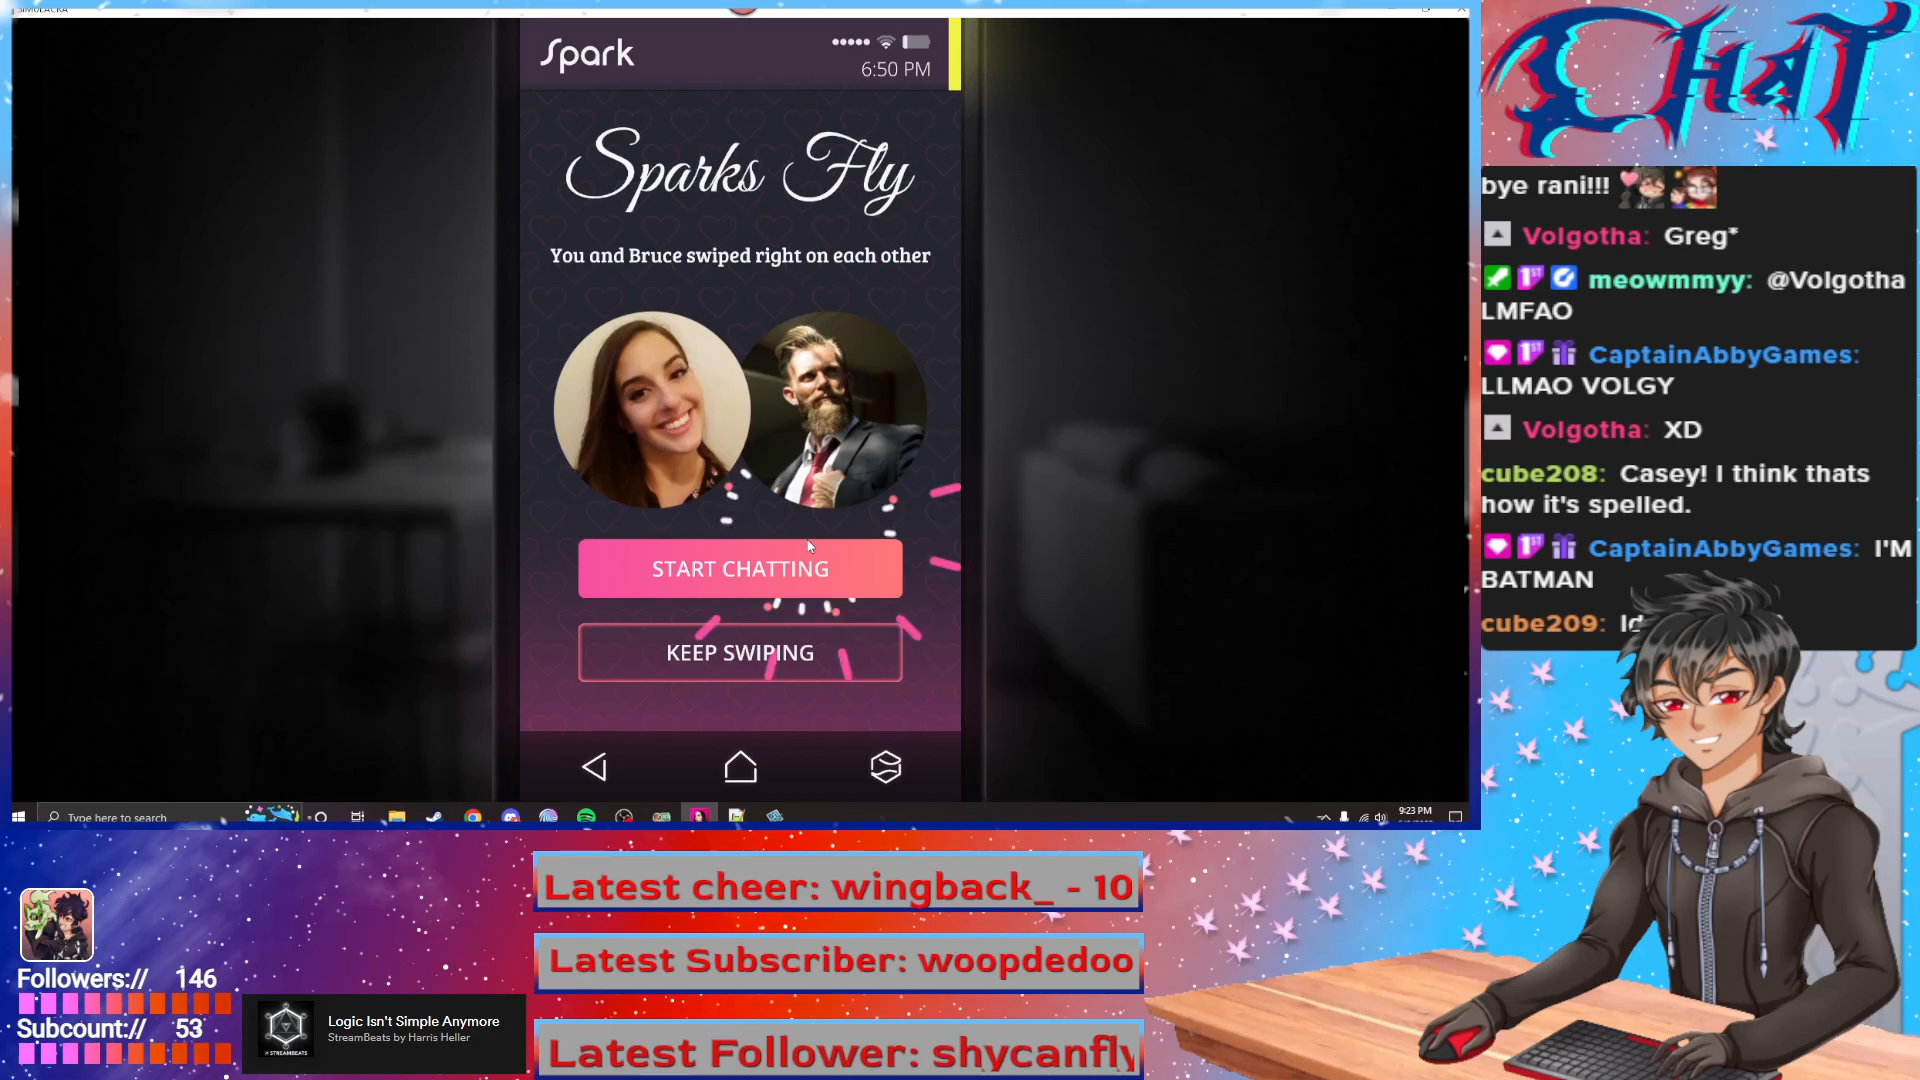 SIMULACRA
Spark
6:50 PM
Sparks Fly
You and Bruce swiped right on each other
START CHATTING
KEEP SWIPING
Type here to search
9:23 PM
CHAT
bye rani!!!
Volgotha: Greg*
meowmmyy: @Volgotha
LMFAO
CaptainAbbyGames:
LLMAO VOLGY
Volgotha: XD
cube208: Casey! I think thats
how it's spelled.
CaptainAbbyGames: I'M
BATMAN
cube209:
Latest cheer: wingback_ - 10
Latest Subscriber: woopdedoo
Latest Follower: shycanfly
Followers:// 146
Subcount:// 53
STREAMBEATS
Logic Isn't Simple Anymore
StreamBeats by Harris Heller